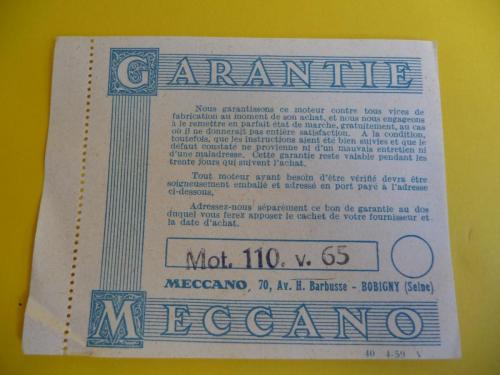 GARANTIE
Nous garantissons ce moteur contre tous vices de
fabrication au moment de son achat, et nous nous engageons
à le remettre en parfait état de marche, gratuitement, au cas
où il ne donnerait pas entière satisfaction. A la condition,
toutefois, que les instructions aient été bien suivies et que le
défaut constaté ne provienne ni d'un mauvais entretien ni
d'une maladresse. Cette garantie reste valable pendant les
trente jours qui suivent l'achat.
Tout moteur ayant besoin d'être vérifié devra être
soigneusement emballé et adressé en port payé à l'adresse
ci-dessous.
Adressez-nous séparément ce bon de garantie au dos
duquel vous ferez apposer le cachet de votre fournisseur et
la date d'achat.
Mot. 110. v. 65
MECCANO, 70, Av. H. Barbusse - BOBIGNY (Seine)
MECCANO
40 4-59 V